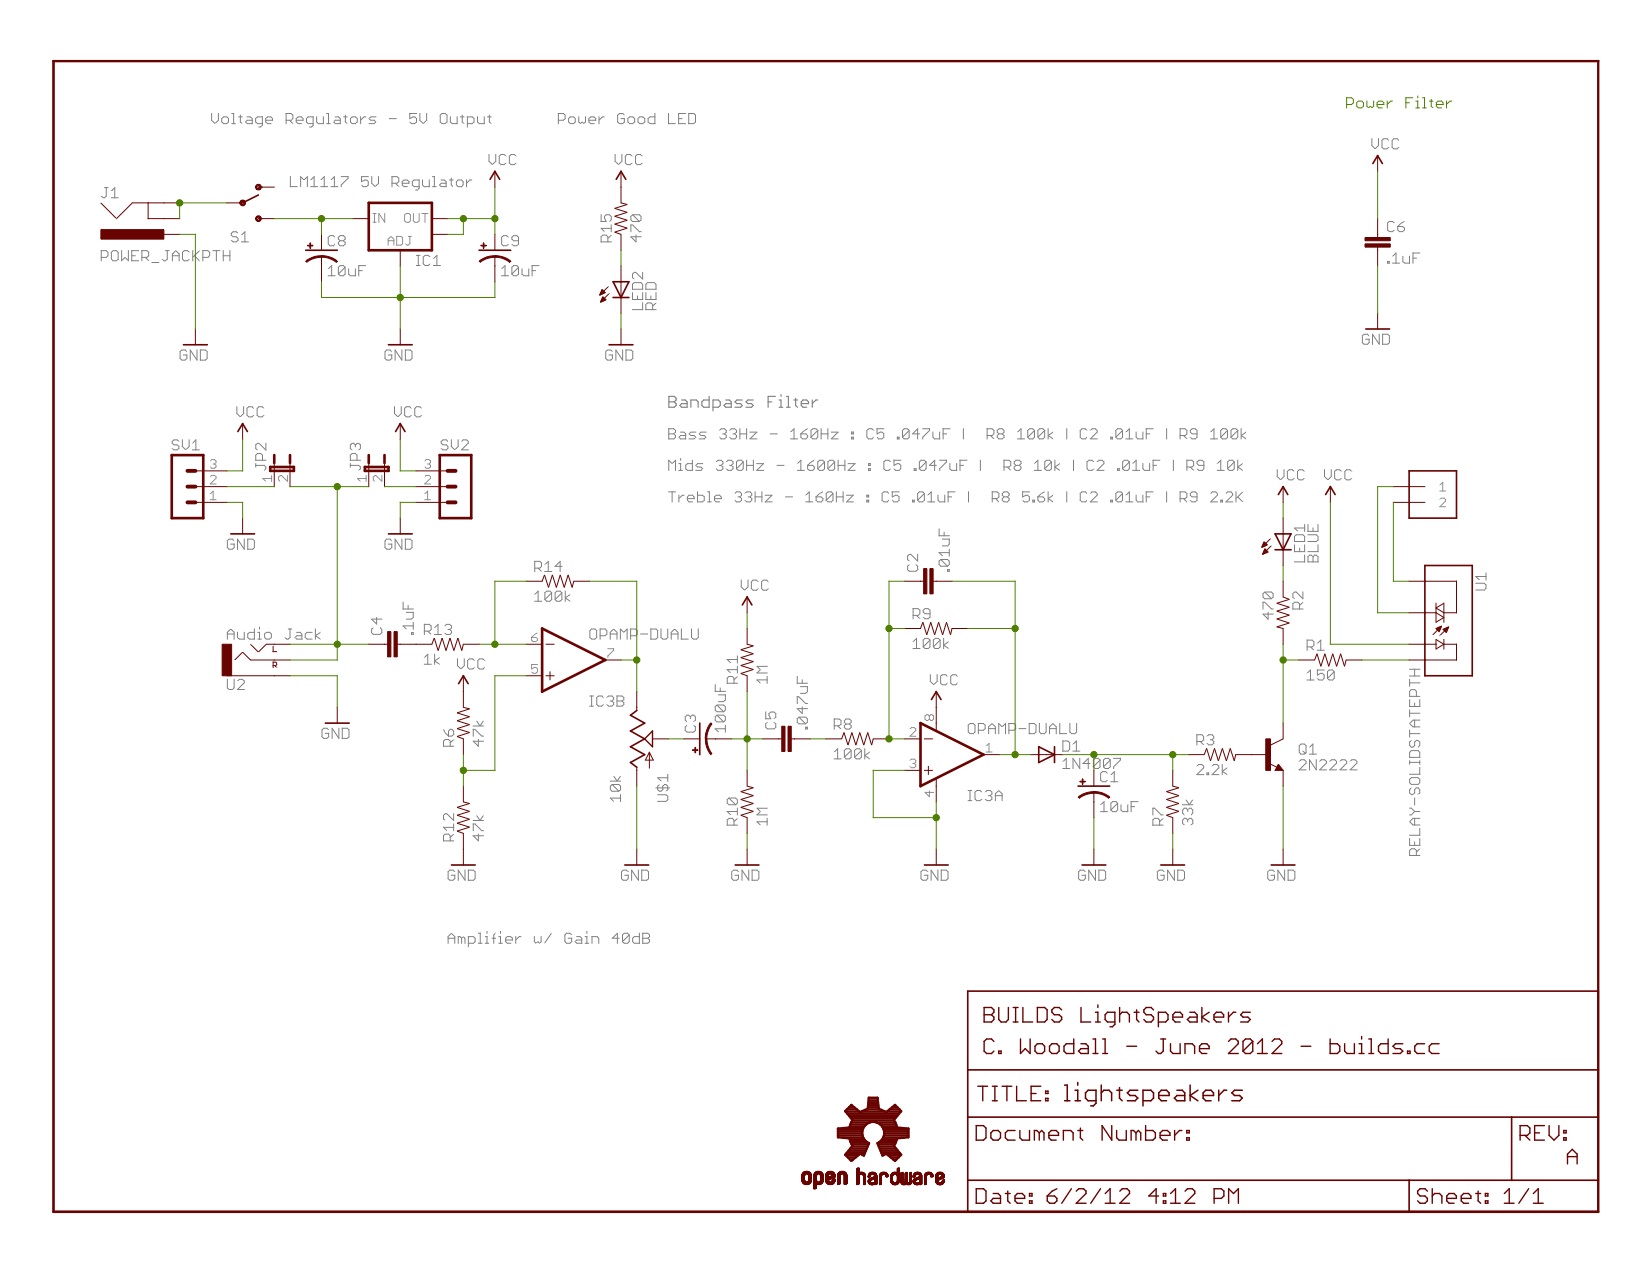 Power Filter
Voltage Regulators - 5V Output
Power Good LED
VCC
C6
.1uF
GND
J1
POWER_JACKPTH
S1
GND
LM1117 5V Regulator
VCC
C8
10uF
IN OUT
ADJ
IC1
C9
10uF
GND
VCC
R15
470
LED2
RED
GND
VCC
SV1
3
2
1
JP2
1 2
GND
VCC
JP3
1 2
SV2
3
2
1
GND
Bandpass Filter
Bass 33Hz - 160Hz : C5 .047uF | R8 100k | C2 .01uF | R9 100k
Mids 330Hz - 1600Hz : C5 .047uF | R8 10k | C2 .01uF | R9 10k
Treble 33Hz - 160Hz : C5 .01uF | R8 5.6k | C2 .01uF | R9 2.2K
Audio Jack
L
R
U2
GND
C4
.1uF
R13
1k
R14
100k
VCC
R6
47k
R12
47k
GND
OPAMP-DUALU
6
5
7
IC3B
10k
U$1
GND
C3
100uF
VCC
R11
1M
R10
1M
GND
C5
.047uF
R8
100k
C2
.01uF
R9
100k
VCC
OPAMP-DUALU
8
2
3
1
4
IC3A
GND
D1
1N4007
C1
10uF
GND
R7
33k
GND
R3
2.2k
Q1
2N2222
GND
VCC
LED1
BLUE
470
R2
VCC
R1
150
1
2
U1
RELAY-SOLIDSTATEPTH
Amplifier w/ Gain 40dB
BUILDS LightSpeakers
C. Woodall - June 2012 - builds.cc
TITLE: lightspeakers
Document Number:
REV:
A
Date: 6/2/12 4:12 PM
Sheet: 1/1
open hardware